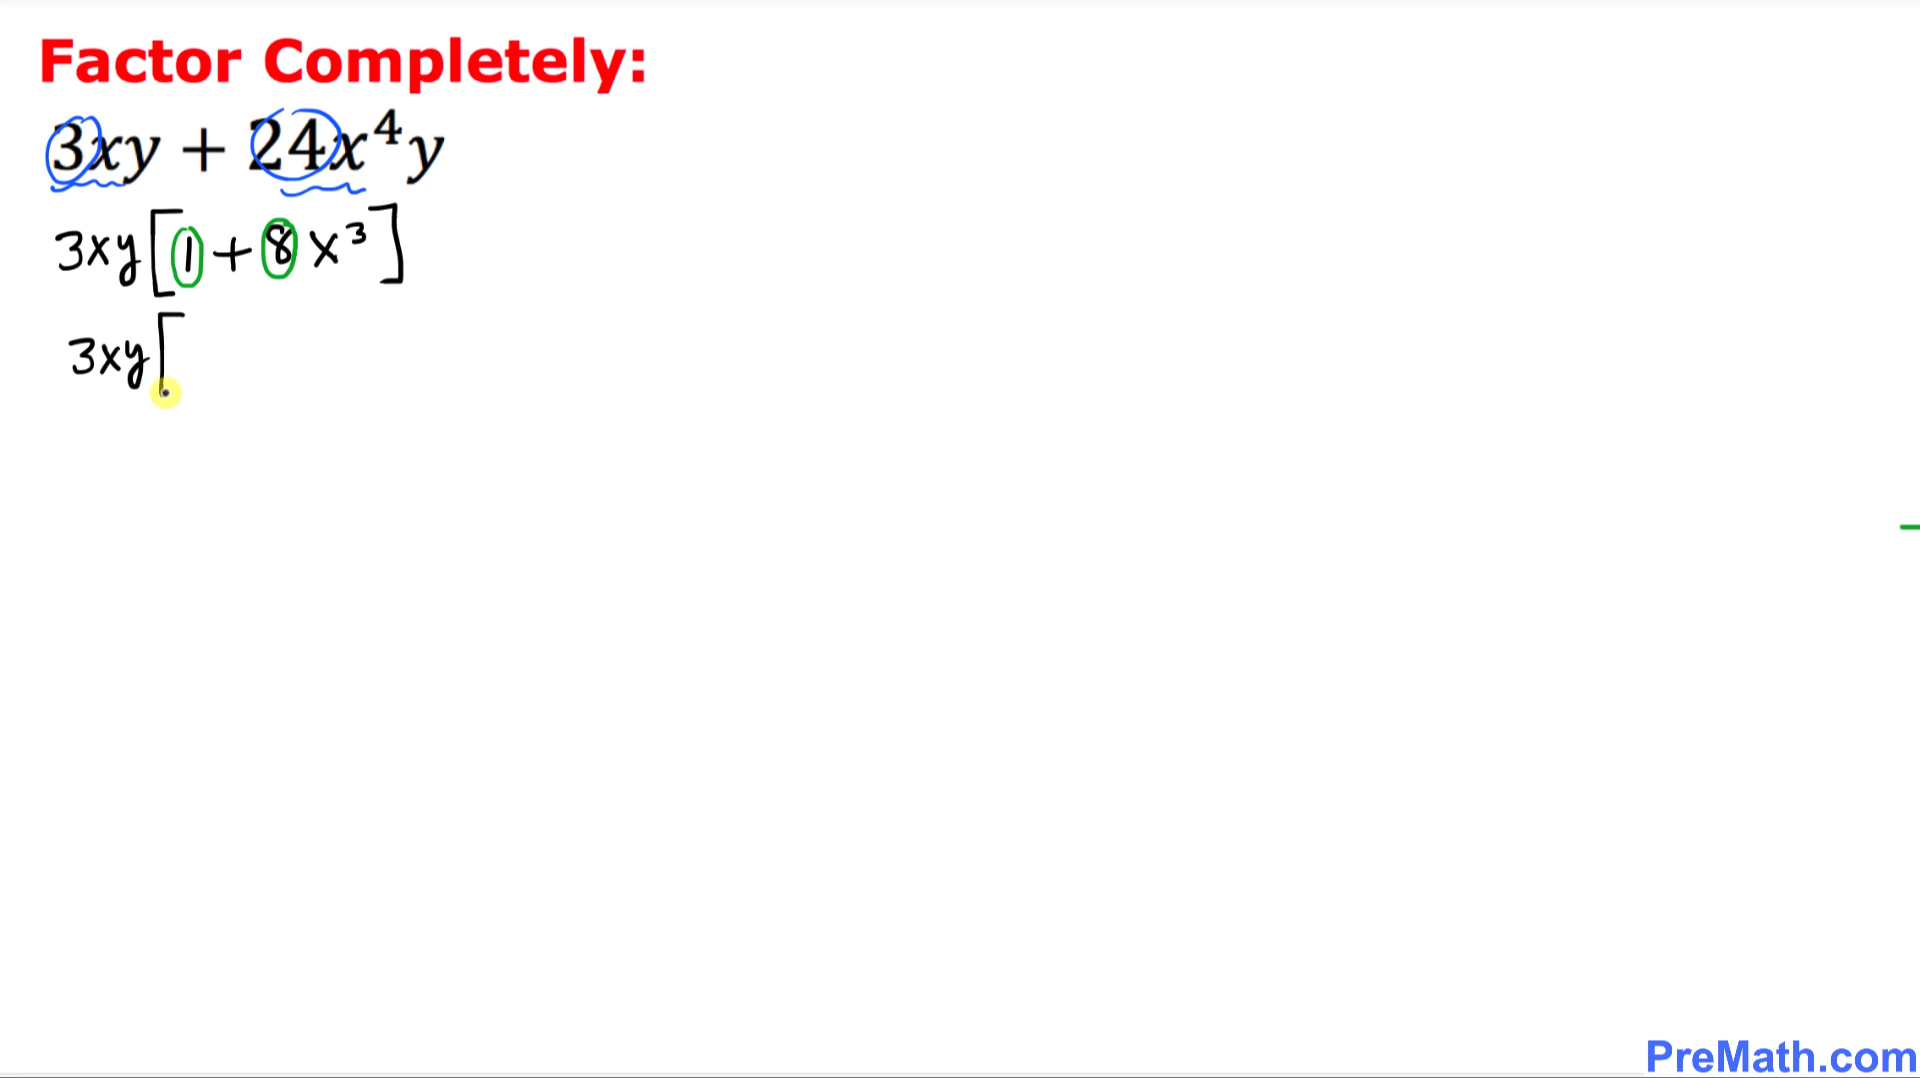 Factor Completely:
3xy + 24x⁴y
3xy[1+8x³]
3xy[
PreMath.com